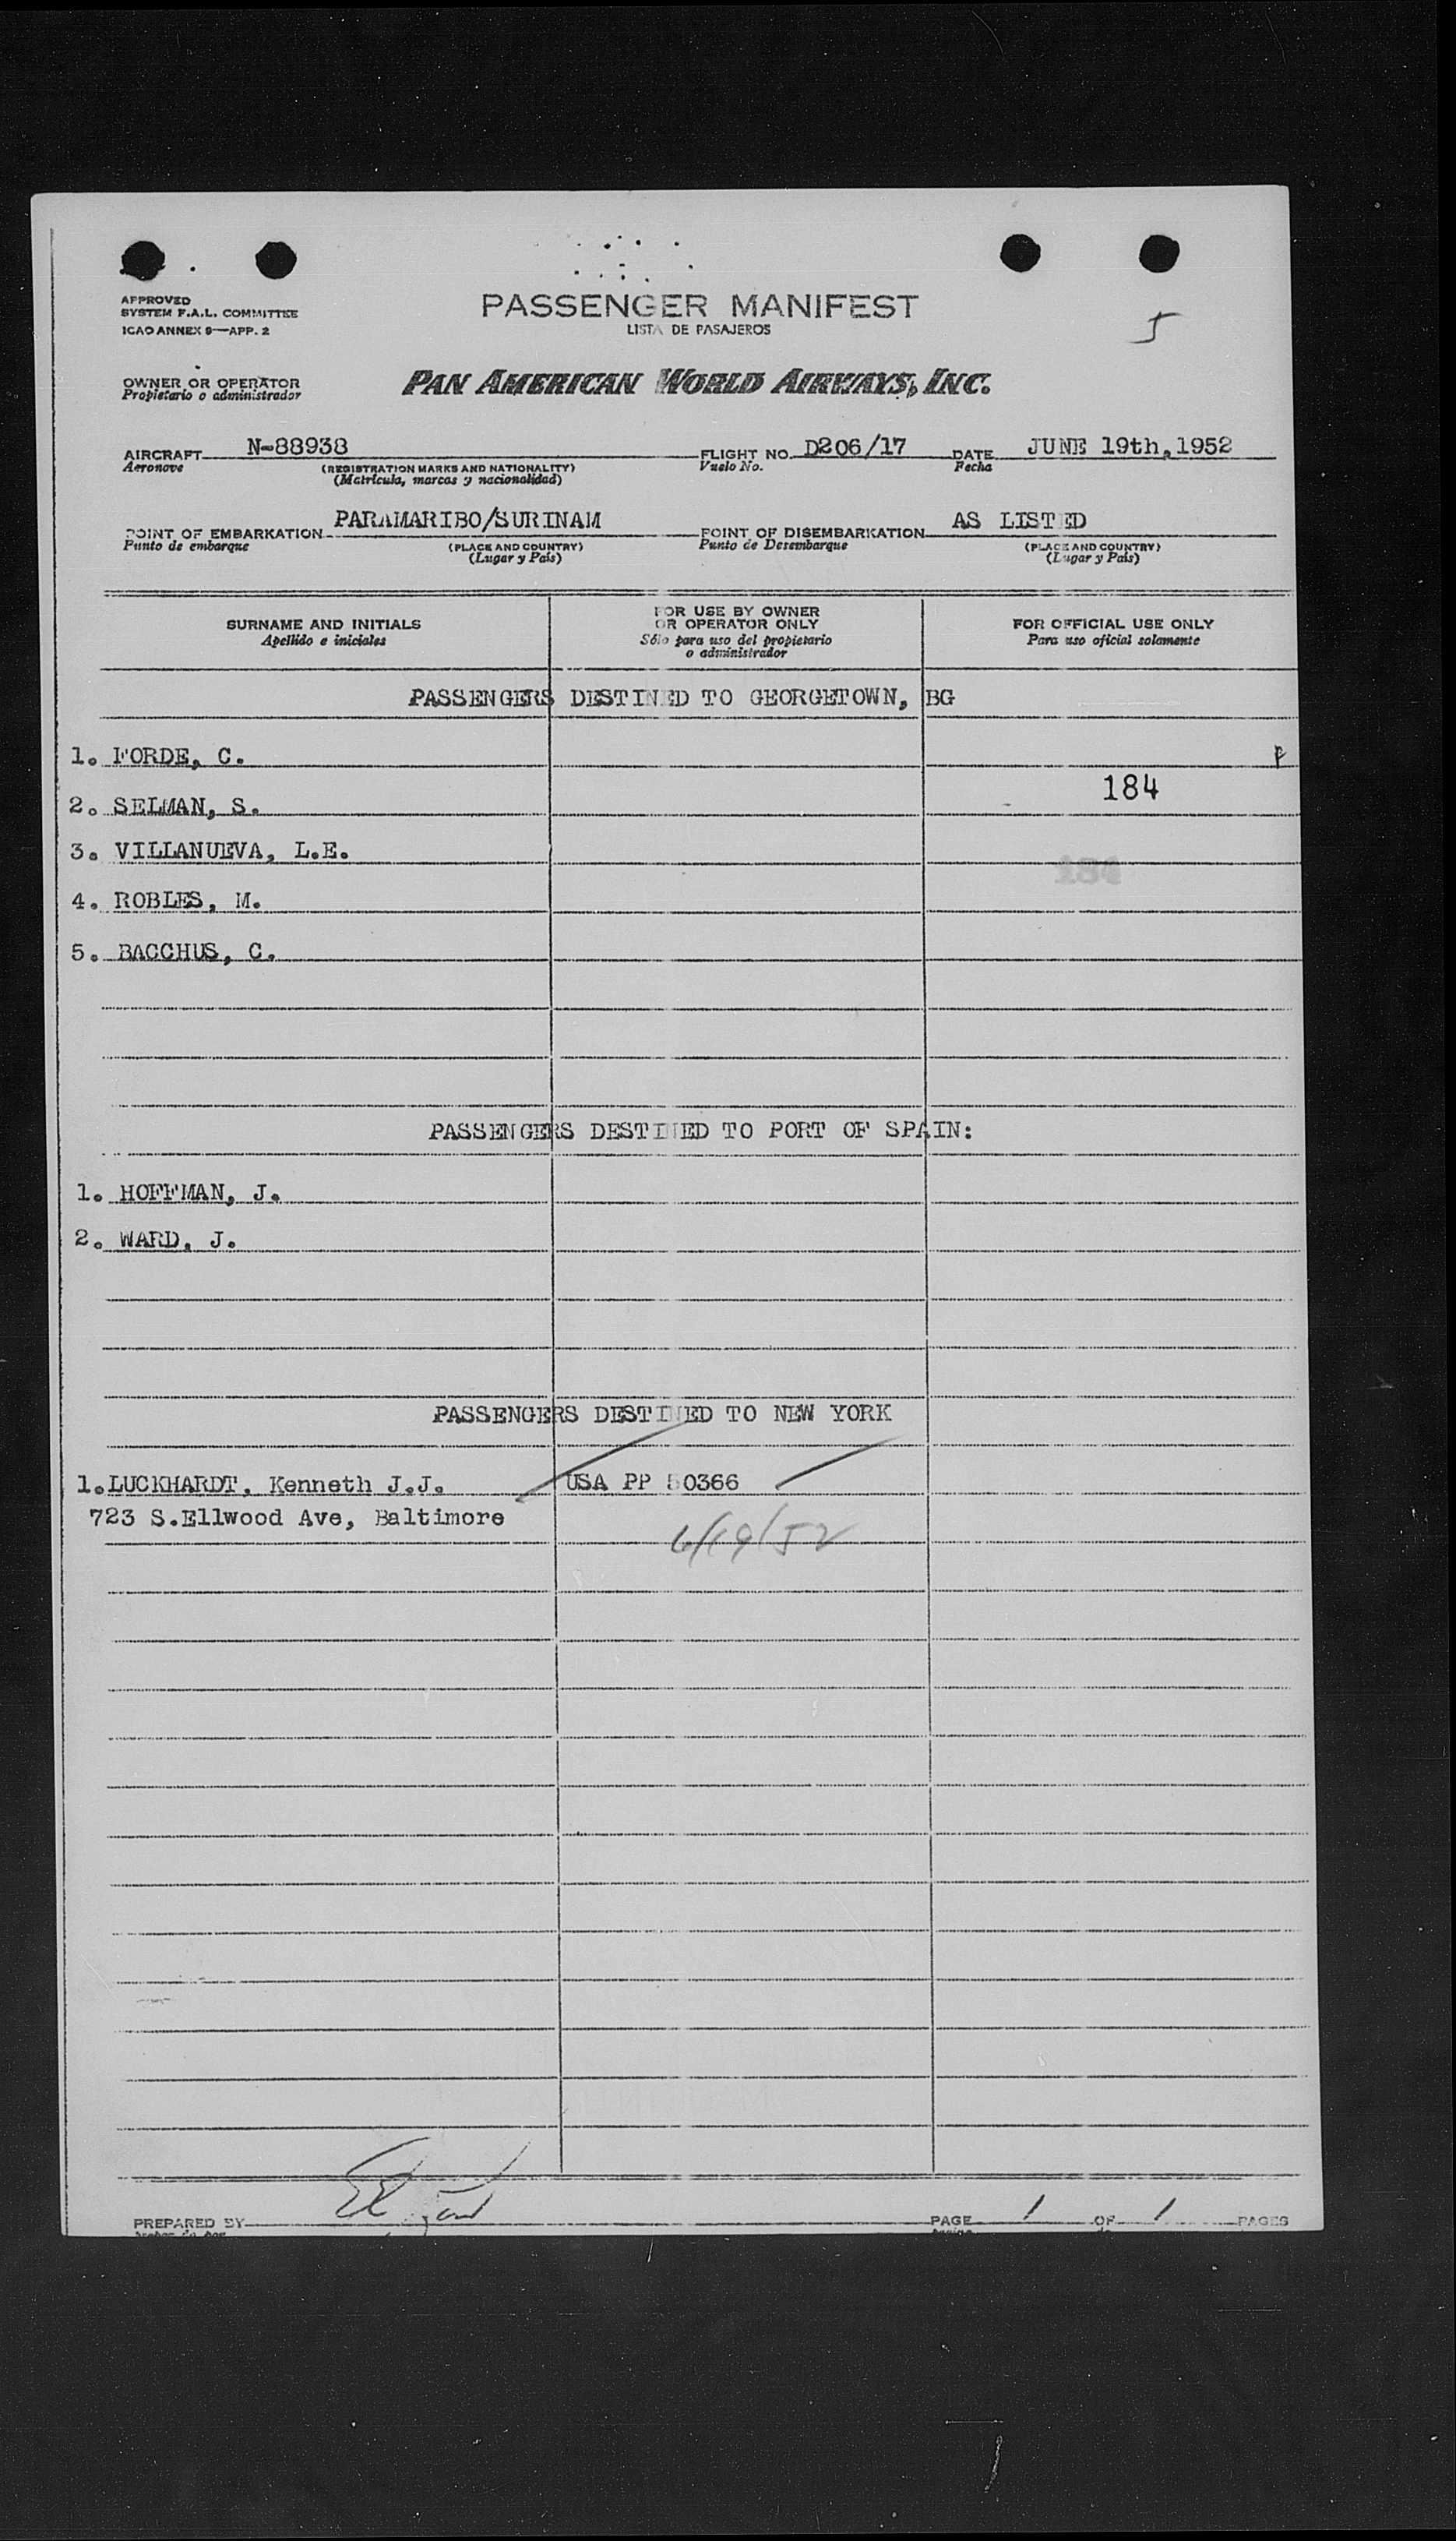 5
APPROVED
SYSTEM F.A.L. COMMITTEE
ICAO ANNEX 9—APP. 2
PASSENGER MANIFEST
LISTA DE PASAJEROS
OWNER OR OPERATOR
Propietario o administrador
PAN AMERICAN WORLD AIRWAYS, INC.
AIRCRAFT N-88938 FLIGHT NO. D206/17 DATE JUNE 19th,1952
Aeronove (REGISTRATION MARKS AND NATIONALITY) Vuelo No. Fecha
(Matrícula, marcas y nacionalidad)
POINT OF EMBARKATION PARAMARIBO/SURINAM POINT OF DISEMBARKATION AS LISTED
Punto de embarque (PLACE AND COUNTRY) Punto de Desembarque (PLACE AND COUNTRY)
(Lugar y País) (Lugar y País)
SURNAME AND INITIALS
Apellido e iniciales
FOR USE BY OWNER
OR OPERATOR ONLY
Sólo para uso del propietario
o administrador
FOR OFFICIAL USE ONLY
Para uso oficial solamente
PASSENGERS DESTINED TO GEORGETOWN, BG
1. FORDE, C.
184
2. SELMAN, S.
3. VILLANUEVA, L.E.
184
4. ROBLES, M.
5. BACCHUS, C.
PASSENGERS DESTINED TO PORT OF SPAIN:
1. HOFFMAN, J.
2. WARD, J.
PASSENGERS DESTINED TO NEW YORK
1.LUCKHARDT, Kenneth J.J. USA PP 50366
723 S.Ellwood Ave, Baltimore
6/19/52
PREPARED BY PAGE 1 OF 1 PAGES